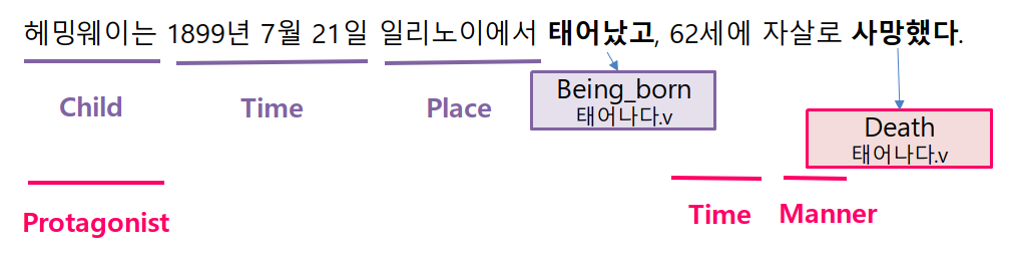 헤밍웨이는 1899년 7월 21일 일리노이에서 태어났고, 62세에 자살로 사망했다.
Child Time Place
Being_born
태어나다.v
Death
태어나다.v
Protagonist
Time Manner